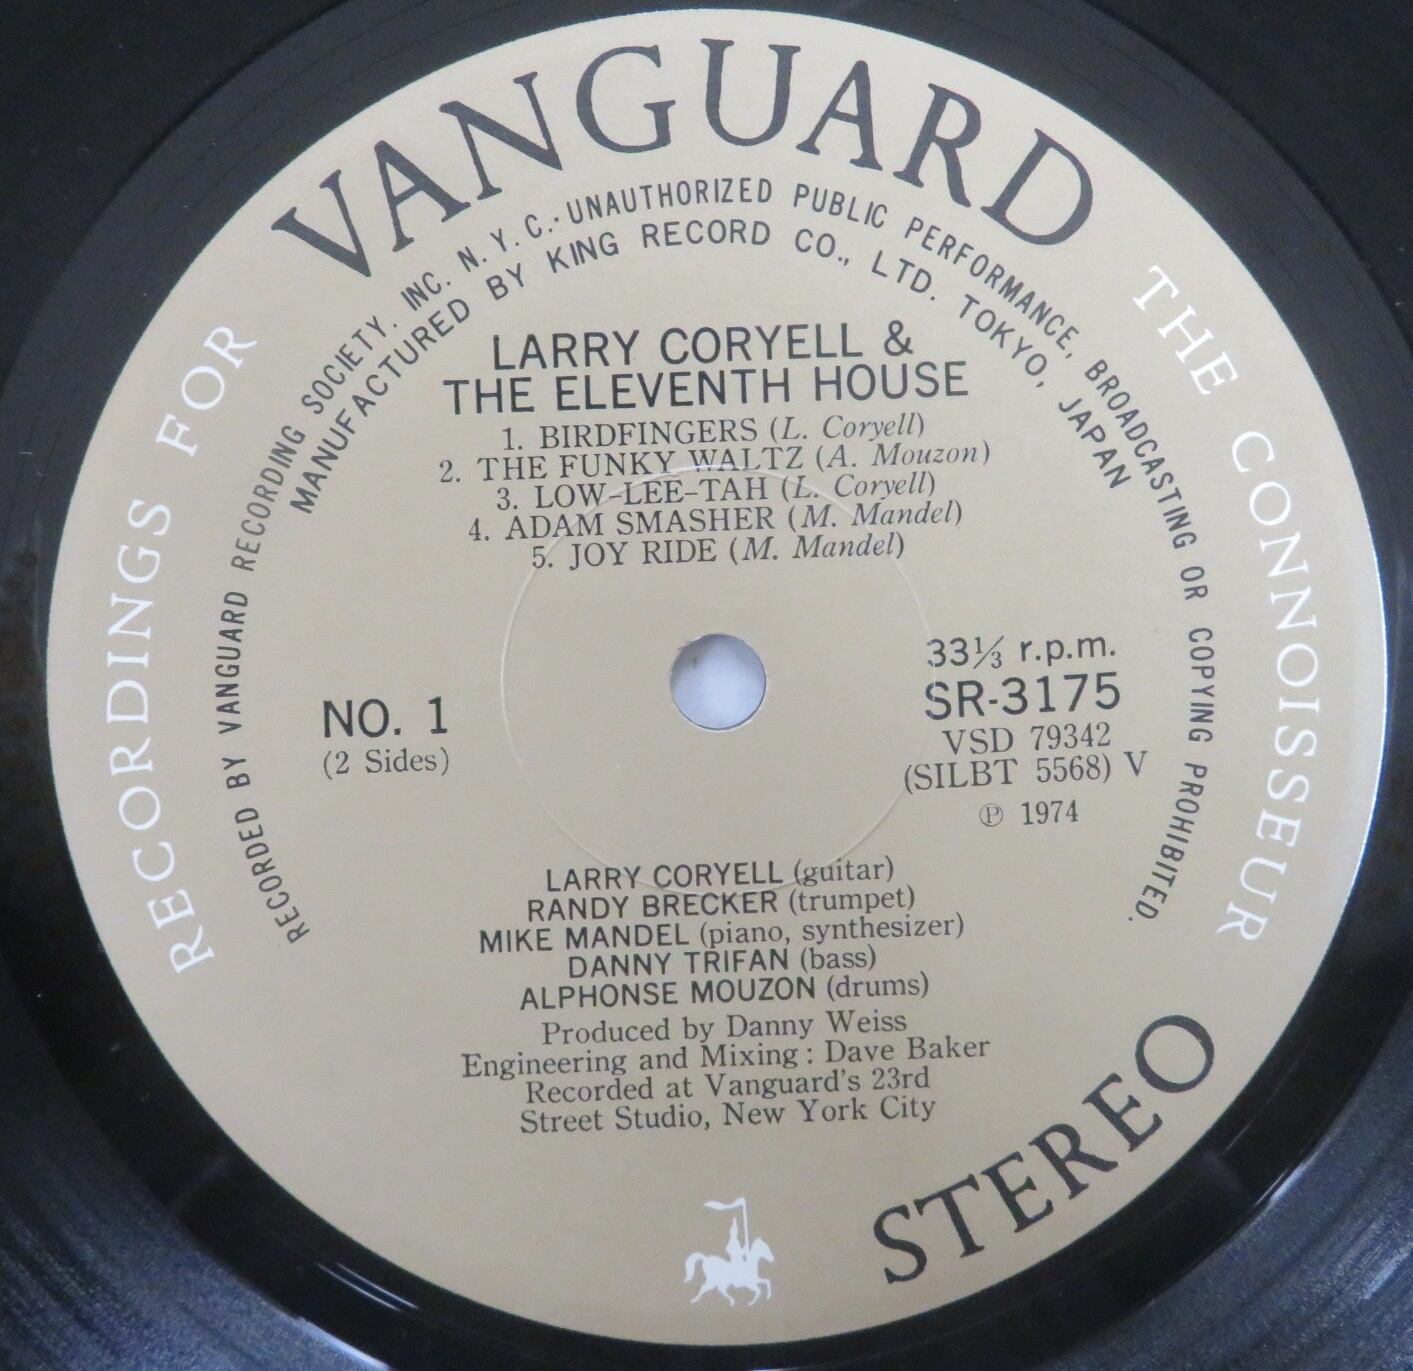 VANGUARD
RECORDINGS FOR THE CONNOISSEUR
RECORDED BY VANGUARD RECORDING SOCIETY. INC. N. Y. C.・UNAUTHORIZED PUBLIC PERFORMANCE, BROADCASTING OR COPYING PROHIBITED.
MANUFACTURED BY KING RECORD CO., LTD. TOKYO, JAPAN
LARRY CORYELL &
THE ELEVENTH HOUSE
1. BIRDFINGERS (L. Coryell)
2. THE FUNKY WALTZ (A. Mouzon)
3. LOW-LEE-TAH (L. Coryell)
4. ADAM SMASHER (M. Mandel)
5. JOY RIDE (M. Mandel)
NO. 1
(2 Sides)
33⅓ r.p.m.
SR-3175
VSD 79342
(SILBT 5568) V
℗ 1974
LARRY CORYELL (guitar)
RANDY BRECKER (trumpet)
MIKE MANDEL (piano, synthesizer)
DANNY TRIFAN (bass)
ALPHONSE MOUZON (drums)
Produced by Danny Weiss
Engineering and Mixing : Dave Baker
Recorded at Vanguard's 23rd
Street Studio, New York City
STEREO